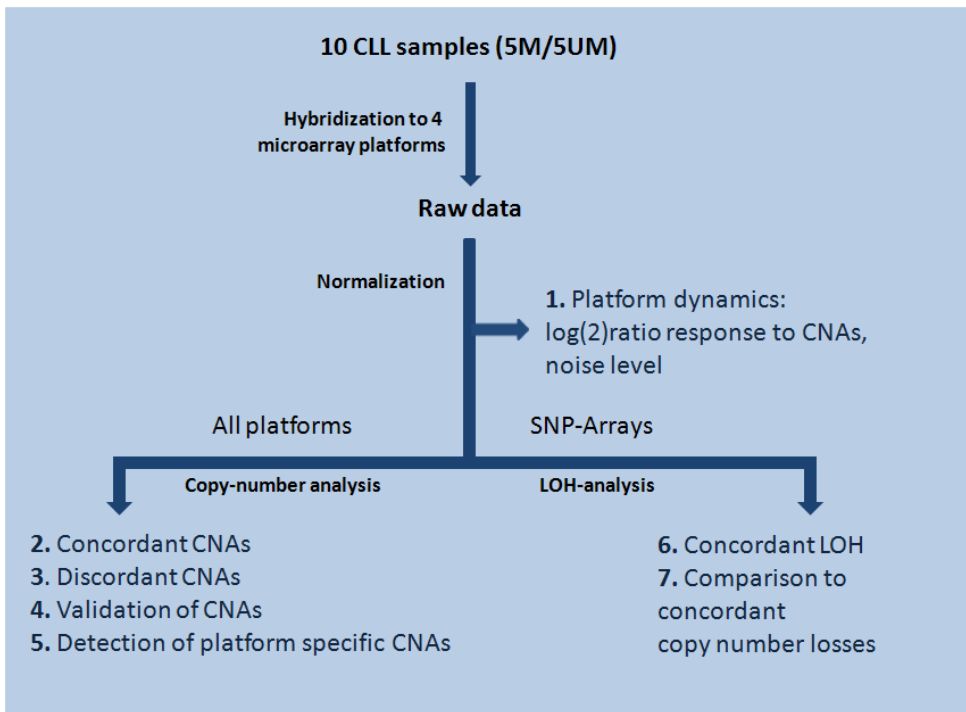 10 CLL samples (5M/5UM)
Hybridization to 4
microarray platforms
Raw data
Normalization
1. Platform dynamics:
log(2)ratio response to CNAs,
noise level
All platforms
SNP-Arrays
Copy-number analysis
LOH-analysis
2. Concordant CNAs
3. Discordant CNAs
4. Validation of CNAs
5. Detection of platform specific CNAs
6. Concordant LOH
7. Comparison to
concordant
copy number losses